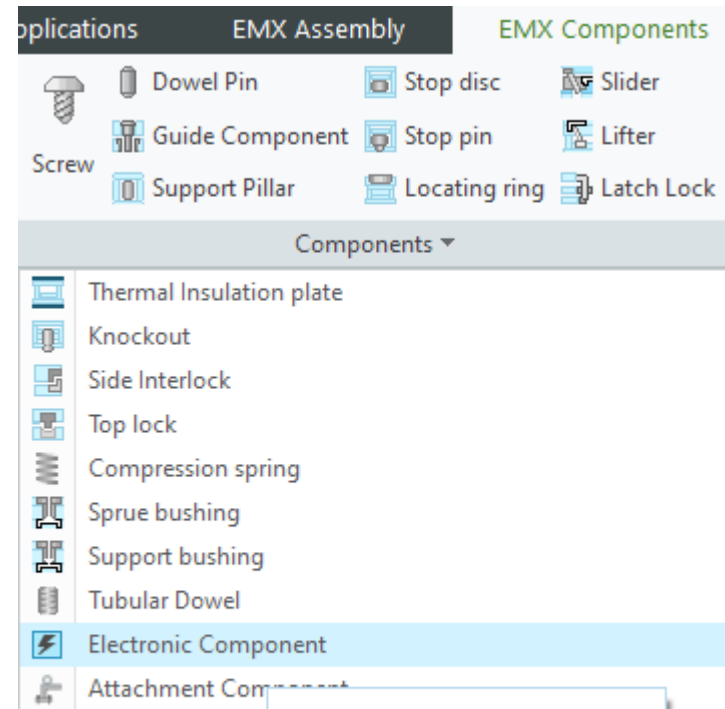 pplications EMX Assembly EMX Components
Screw
Dowel Pin
Guide Component
Support Pillar
Stop disc
Stop pin
Locating ring
Slider
Lifter
Latch Lock
Components
Thermal Insulation plate
Knockout
Side Interlock
Top lock
Compression spring
Sprue bushing
Support bushing
Tubular Dowel
Electronic Component
Attachment Component